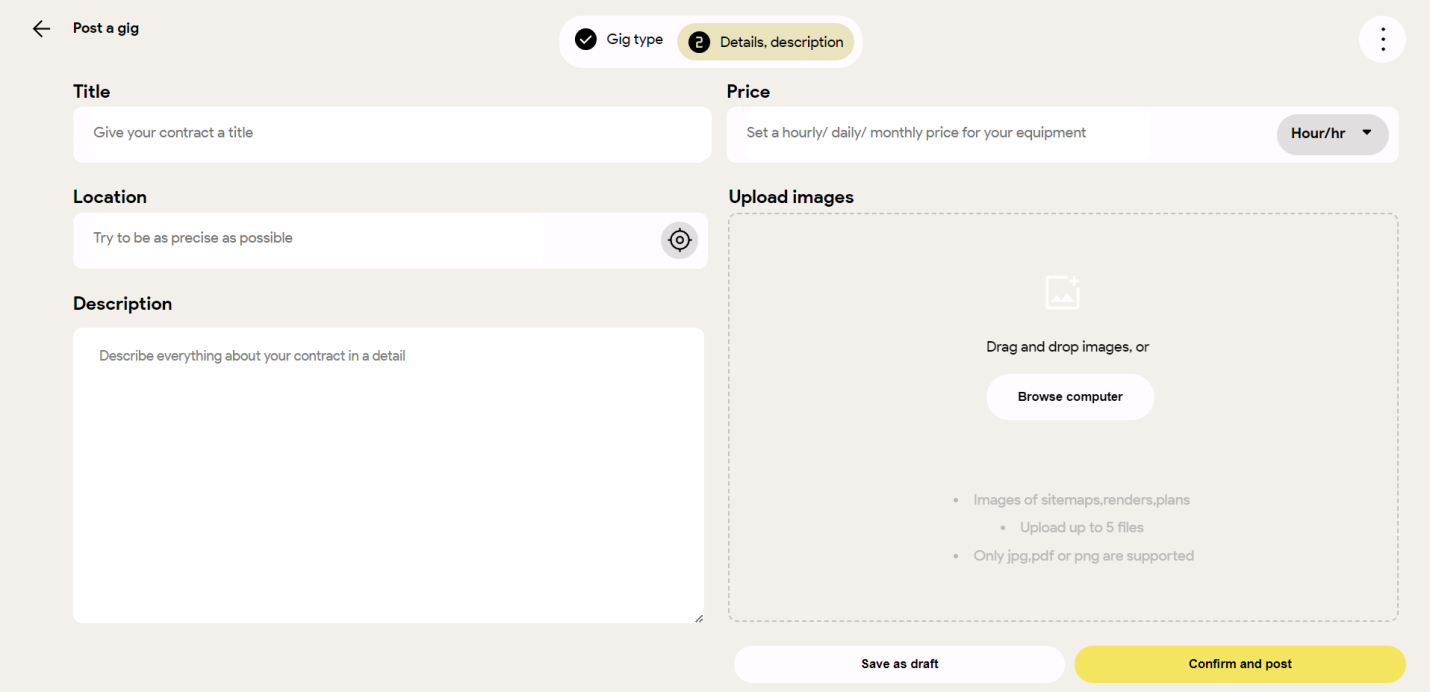 Post a gig
Gig type
2 Details, description
Title
Give your contract a title
Price
Set a hourly/ daily/ monthly price for your equipment
Hour/hr
Location
Try to be as precise as possible
Upload images
Drag and drop images, or
Browse computer
• Images of sitemaps,renders,plans
• Upload up to 5 files
• Only jpg,pdf or png are supported
Description
Describe everything about your contract in a detail
Save as draft
Confirm and post